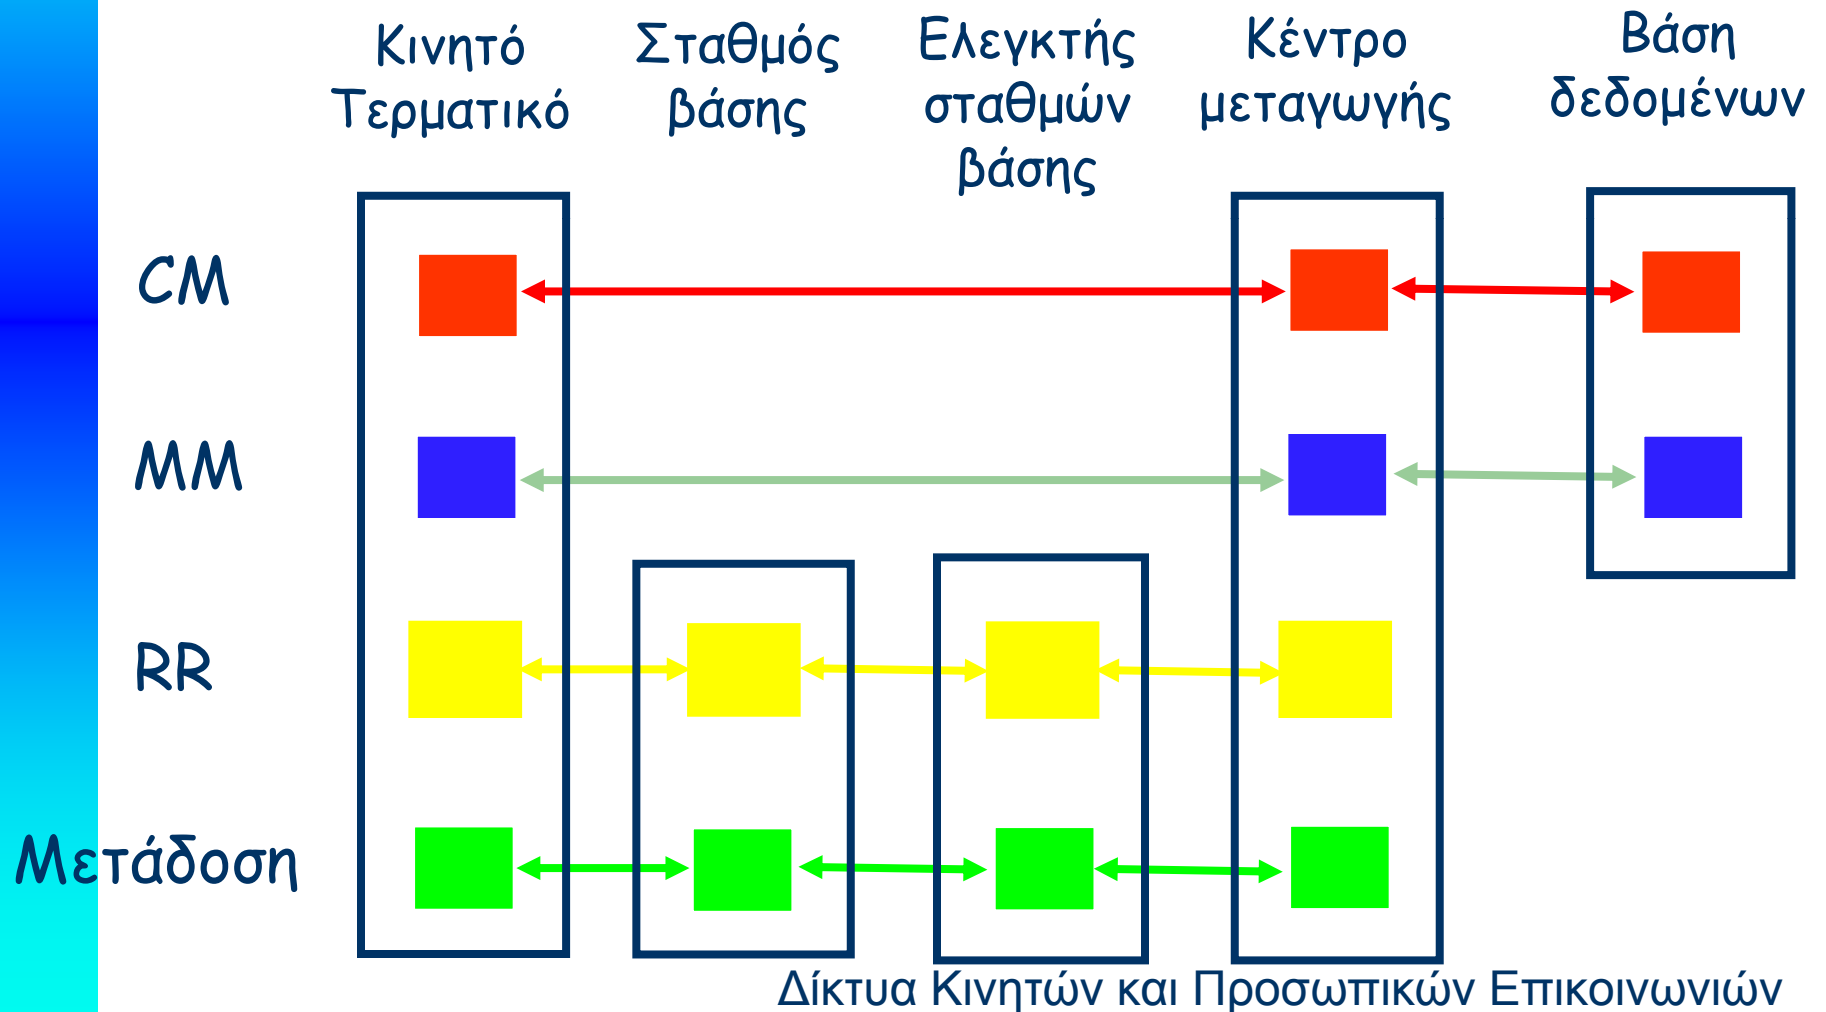 Κινητό
Τερματικό
Σταθμός
βάσης
Ελεγκτής
σταθμών
βάσης
Κέντρο
μεταγωγής
Βάση
δεδομένων
CM
MM
RR
Μετάδοση
Δίκτυα Κινητών και Προσωπικών Επικοινωνιών